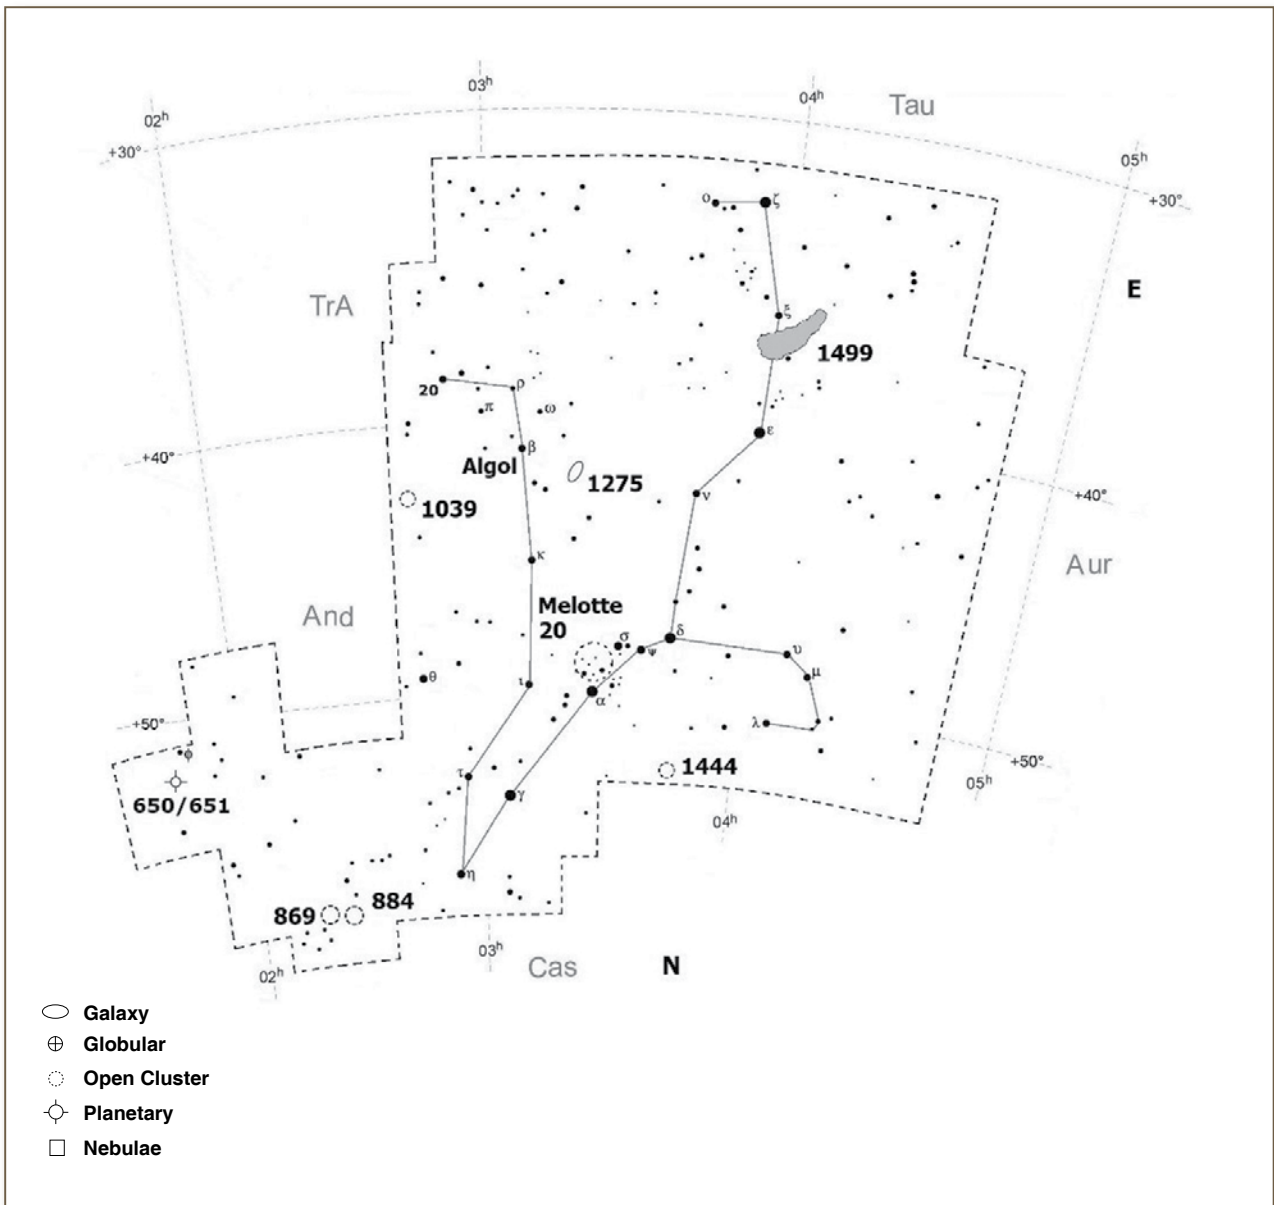 03h
04h
Tau
02h
05h
+30°
+30°
ο
ζ
E
TrA
ξ
1499
20
ρ
π
ω
ε
β
+40°
Algol
1275
ν
+40°
1039
κ
Aur
Melotte
20
And
σ
δ
ψ
υ
μ
θ
ι
α
λ
+50°
φ
1444
+50°
τ
05h
650/651
γ
04h
η
884
869
03h
Cas
N
02h
Galaxy
Globular
Open Cluster
Planetary
Nebulae